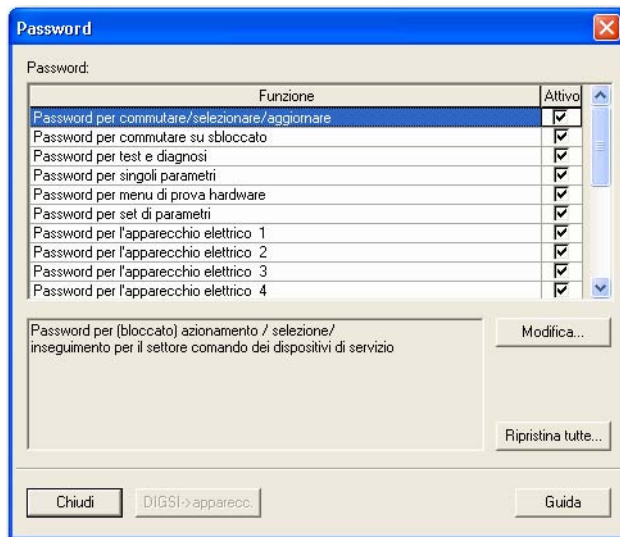 Password
Password:
Funzione Attivo
Password per commutare/selezionare/aggiornare
Password per commutare su sbloccato
Password per test e diagnosi
Password per singoli parametri
Password per menu di prova hardware
Password per set di parametri
Password per l'apparecchio elettrico 1
Password per l'apparecchio elettrico 2
Password per l'apparecchio elettrico 3
Password per l'apparecchio elettrico 4
Password per (bloccato) azionamento / selezione/
inseguimento per il settore comando dei dispositivi di servizio
Modifica...
Ripristina tutte...
Chiudi DIGSI->apparecc. Guida